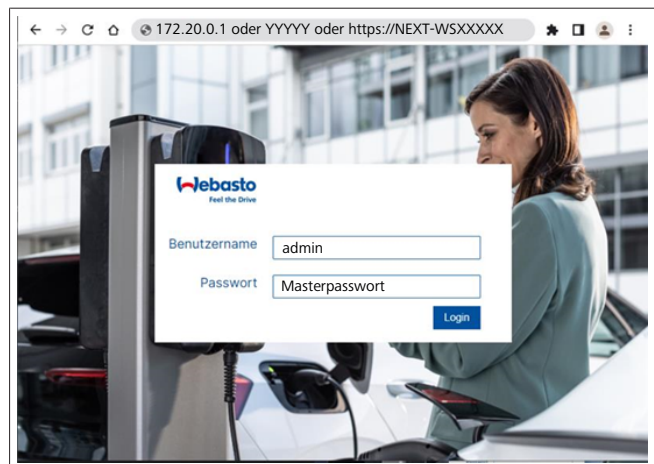 172.20.0.1 oder YYYYY oder https://NEXT-WSXXXXX
Webasto
Feel the Drive
Benutzername
admin
Passwort
Masterpasswort
Login